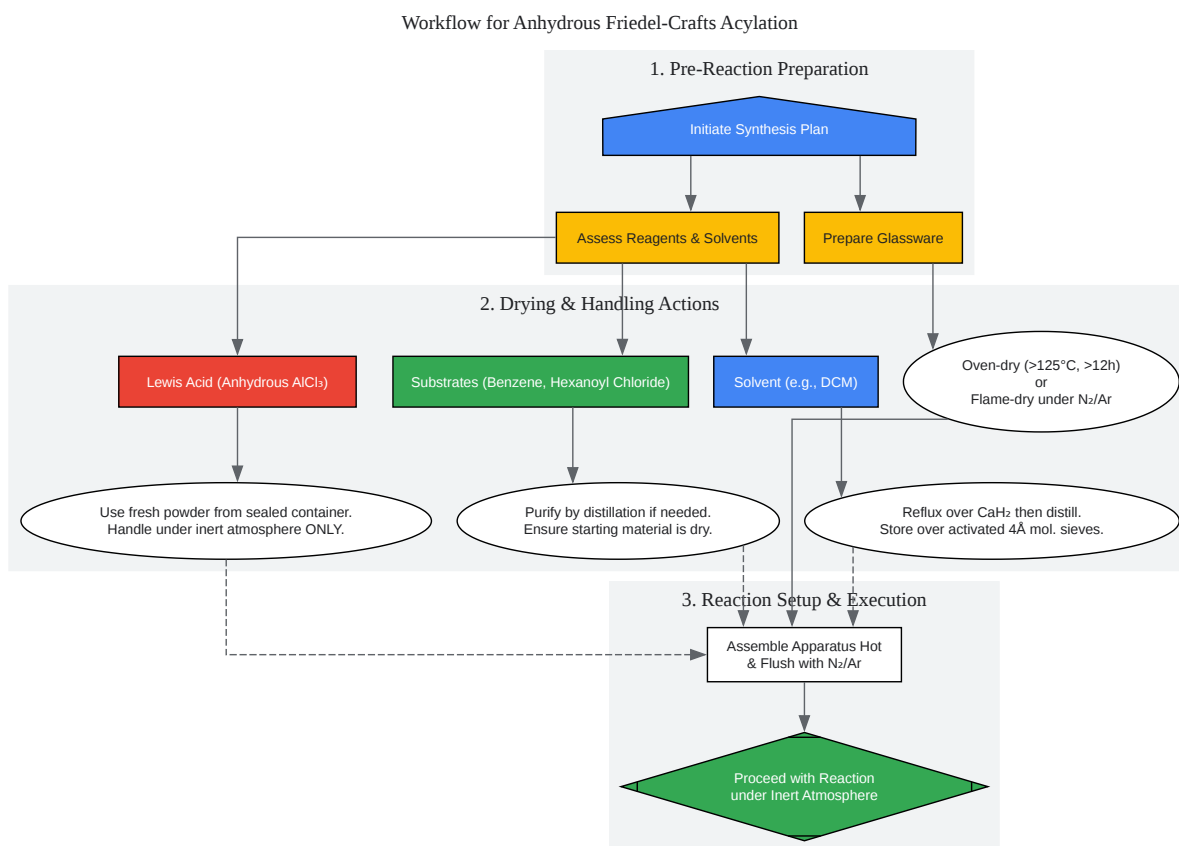 Workflow for Anhydrous Friedel-Crafts Acylation
1. Pre-Reaction Preparation
Initiate Synthesis Plan
Assess Reagents & Solvents
Prepare Glassware
2. Drying & Handling Actions
Lewis Acid (Anhydrous AlCl₃)
Substrates (Benzene, Hexanoyl Chloride)
Solvent (e.g., DCM)
Oven-dry (>125°C, >12h)
or
Flame-dry under N₂/Ar
Use fresh powder from sealed container.
Handle under inert atmosphere ONLY.
Purify by distillation if needed.
Ensure starting material is dry.
Reflux over CaH₂ then distill.
Store over activated 4Å mol. sieves.
3. Reaction Setup & Execution
Assemble Apparatus Hot
& Flush with N₂/Ar
Proceed with Reaction
under Inert Atmosphere